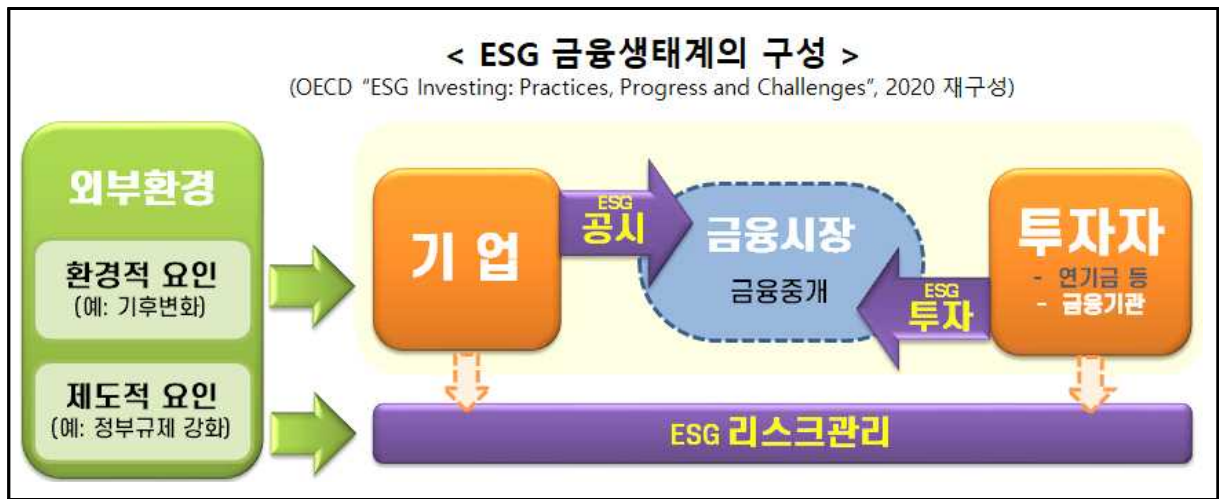 < ESG 금융생태계의 구성 >
(OECD “ESG Investing: Practices, Progress and Challenges”, 2020 재구성)
외부환경
환경적 요인
(예: 기후변화)
제도적 요인
(예: 정부규제 강화)
기 업
ESG
공시
금융시장
금융중개
ESG
투자
투자자
- 연기금 등
- 금융기관
ESG 리스크관리